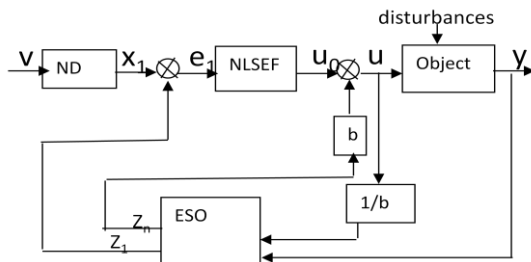 disturbances
v
ND
x₁
e₁
NLSEF
u₀
u
Object
y
b
1/b
Zₙ
ESO
Z₁